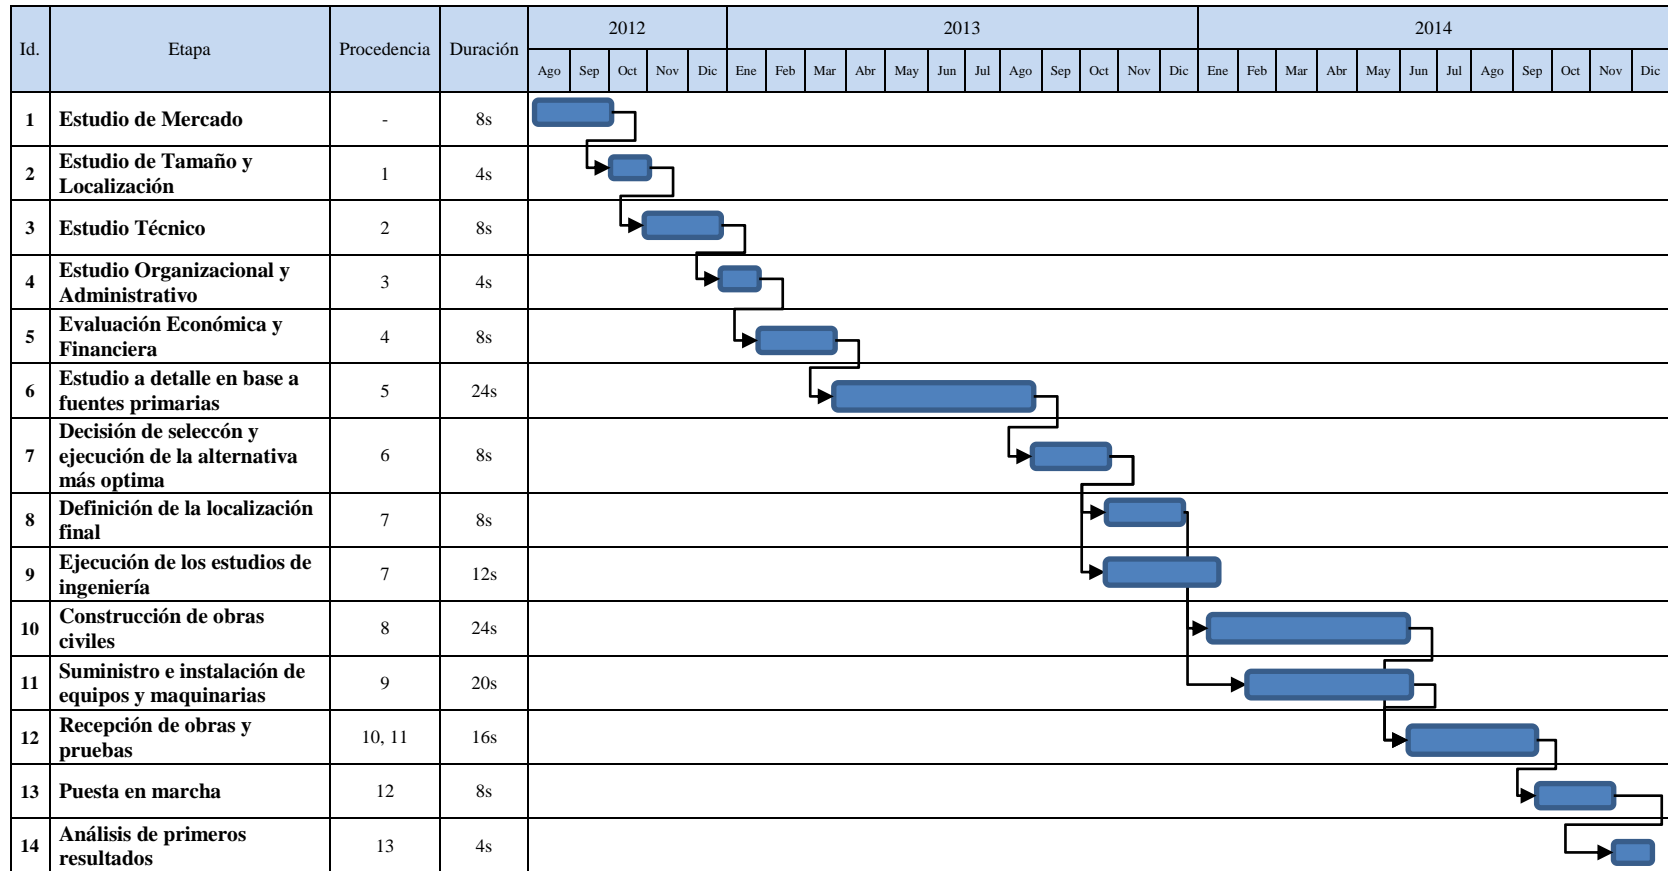 Id. Etapa Procedencia Duración 2012 2013 2014
Ago Sep Oct Nov Dic Ene Feb Mar Abr May Jun Jul Ago Sep Oct Nov Dic Ene Feb Mar Abr May Jun Jul Ago Sep Oct Nov Dic
1 Estudio de Mercado - 8s
2 Estudio de Tamaño y
Localización 1 4s
3 Estudio Técnico 2 8s
4 Estudio Organizacional y
Administrativo 3 4s
5 Evaluación Económica y
Financiera 4 8s
6 Estudio a detalle en base a
fuentes primarias 5 24s
7 Decisión de seleccón y
ejecución de la alternativa
más optima 6 8s
8 Definición de la localización
final 7 8s
9 Ejecución de los estudios de
ingeniería 7 12s
10 Construcción de obras
civiles 8 24s
11 Suministro e instalación de
equipos y maquinarias 9 20s
12 Recepción de obras y
pruebas 10, 11 16s
13 Puesta en marcha 12 8s
14 Análisis de primeros
resultados 13 4s